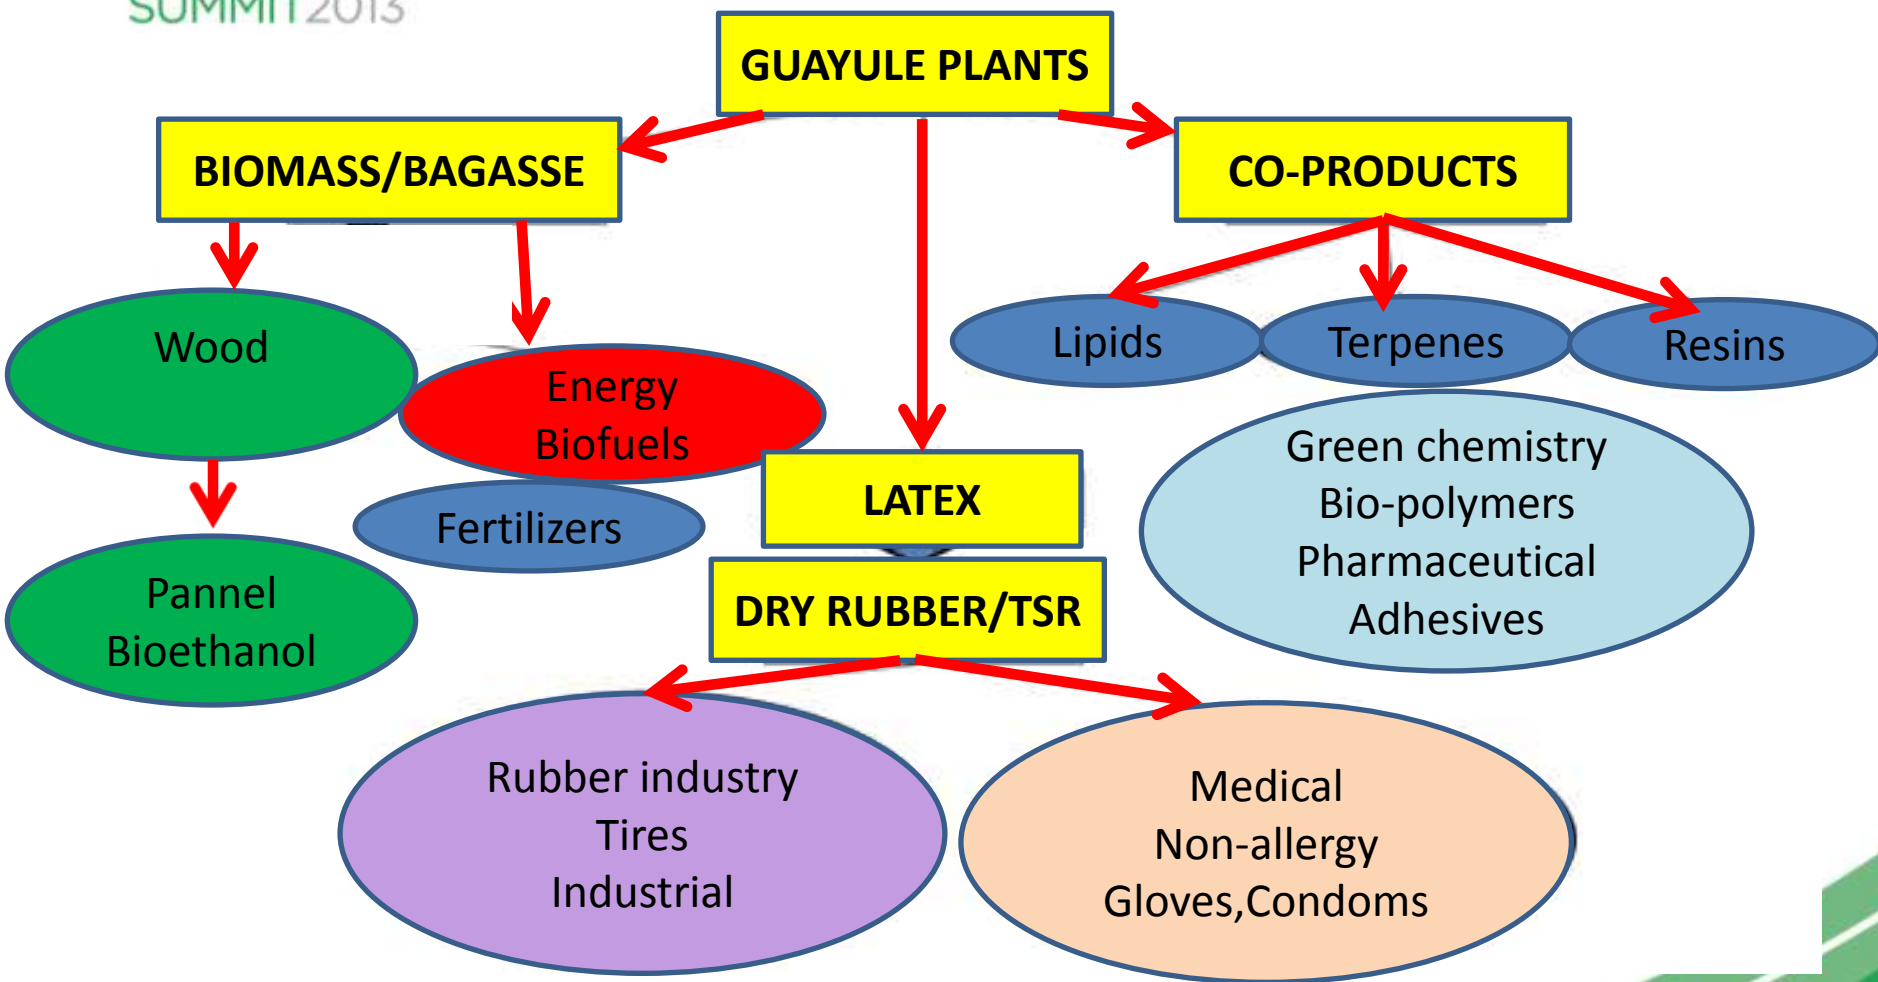 SUMMIT2013
GUAYULE PLANTS
BIOMASS/BAGASSE
CO-PRODUCTS
Wood
Energy
Biofuels
Lipids
Terpenes
Resins
Green chemistry
Bio-polymers
Pharmaceutical
Adhesives
LATEX
Fertilizers
Pannel
Bioethanol
DRY RUBBER/TSR
Rubber industry
Tires
Industrial
Medical
Non-allergy
Gloves,Condoms